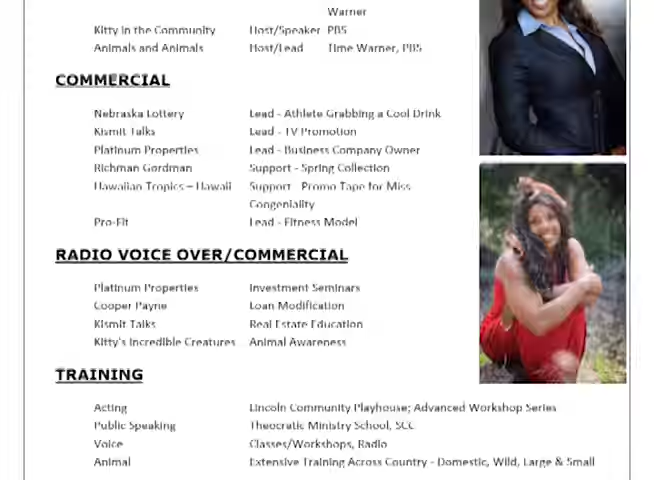 Warner
Kitty in the Community Host/Speaker PBS
Animals and Animals Host/Lead Time Warner, PBS
COMMERCIAL
Nebraska Lottery Lead - Athlete Grabbing a Cool Drink
Kismit Talks Lead - TV Promotion
Platinum Properties Lead - Business Company Owner
Richman Gordman Support - Spring Collection
Hawaiian Tropics – Hawaii Support - Promo Tape for Miss
Congeniality
Pro-Fit Lead - Fitness Model
RADIO VOICE OVER/COMMERCIAL
Platinum Properties Investment Seminars
Cooper Payne Loan Modification
Kismit Talks Real Estate Education
Kitty's Incredible Creatures Animal Awareness
TRAINING
Acting Lincoln Community Playhouse; Advanced Workshop Series
Public Speaking Theocratic Ministry School, SCC
Voice Classes/Workshops, Radio
Animal Extensive Training Across Country - Domestic, Wild, Large & Small